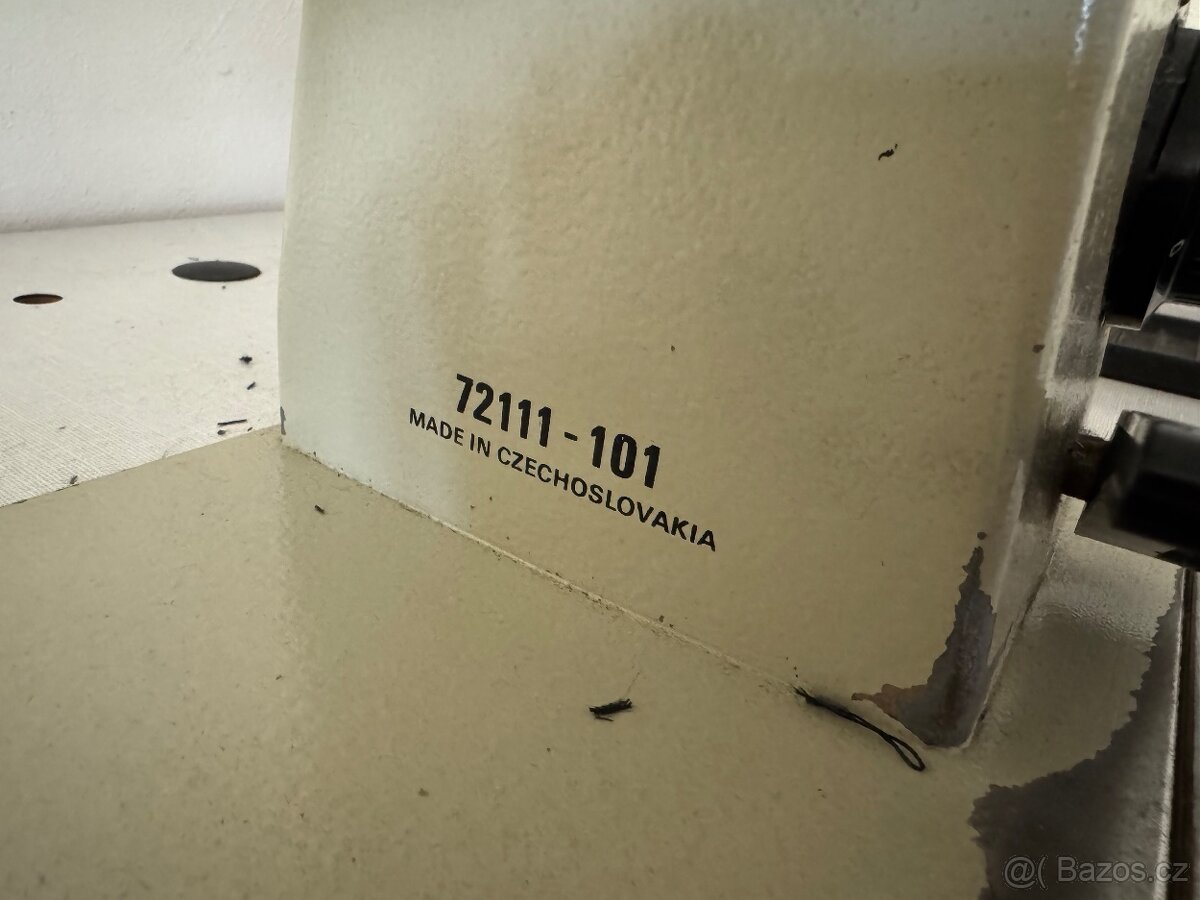 72111-101
MADE IN CZECHOSLOVAKIA
@( Bazos.cz